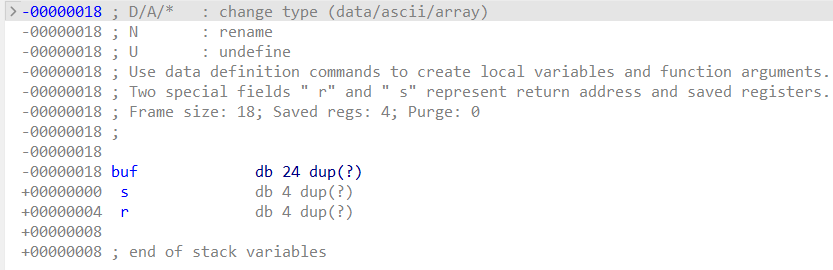 -00000018 ; D/A/*   : change type (data/ascii/array)
-00000018 ; N       : rename
-00000018 ; U       : undefine
-00000018 ; Use data definition commands to create local variables and function arguments.
-00000018 ; Two special fields " r" and " s" represent return address and saved registers.
-00000018 ; Frame size: 18; Saved regs: 4; Purge: 0
-00000018 ;
-00000018
-00000018 buf             db 24 dup(?)
+00000000  s              db 4 dup(?)
+00000004  r              db 4 dup(?)
+00000008
+00000008 ; end of stack variables